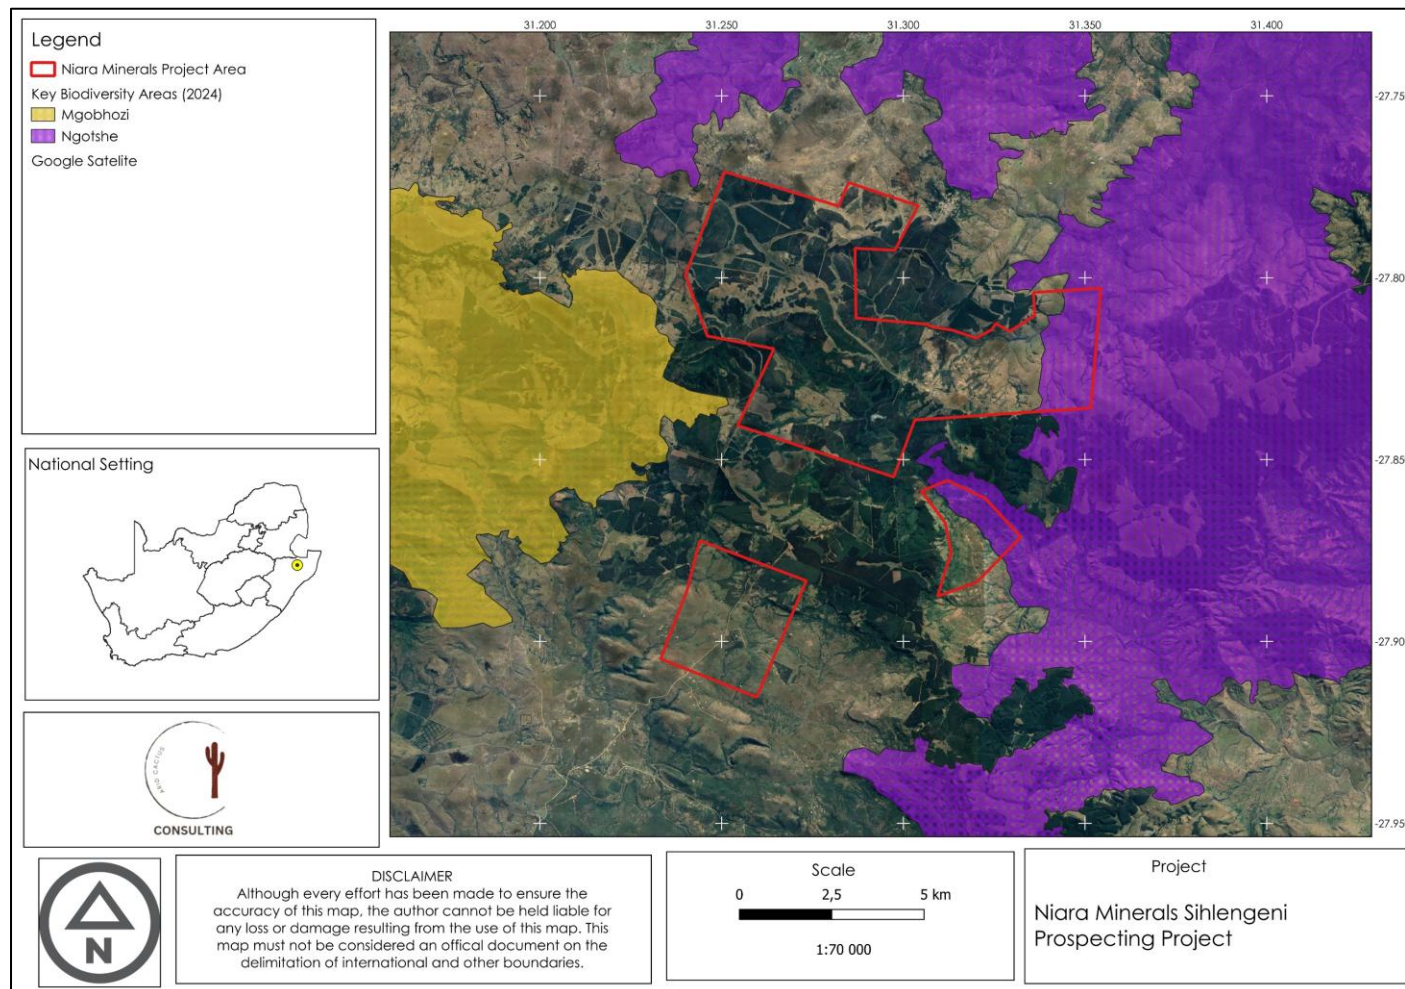 Legend
Niara Minerals Project Area
Key Biodiversity Areas (2024)
Mgobhozi
Ngotshe
Google Satelite
31.200
31.250
31.300
31.350
31.400
-27.75
-27.80
-27.85
-27.90
-27.95
National Setting
ARID CACTUS
CONSULTING
N
DISCLAIMER
Although every effort has been made to ensure the
accuracy of this map, the author cannot be held liable for
any loss or damage resulting from the use of this map. This
map must not be considered an offical document on the
delimitation of international and other boundaries.
Scale
0 2,5 5 km
1:70 000
Project
Niara Minerals Sihlengeni
Prospecting Project